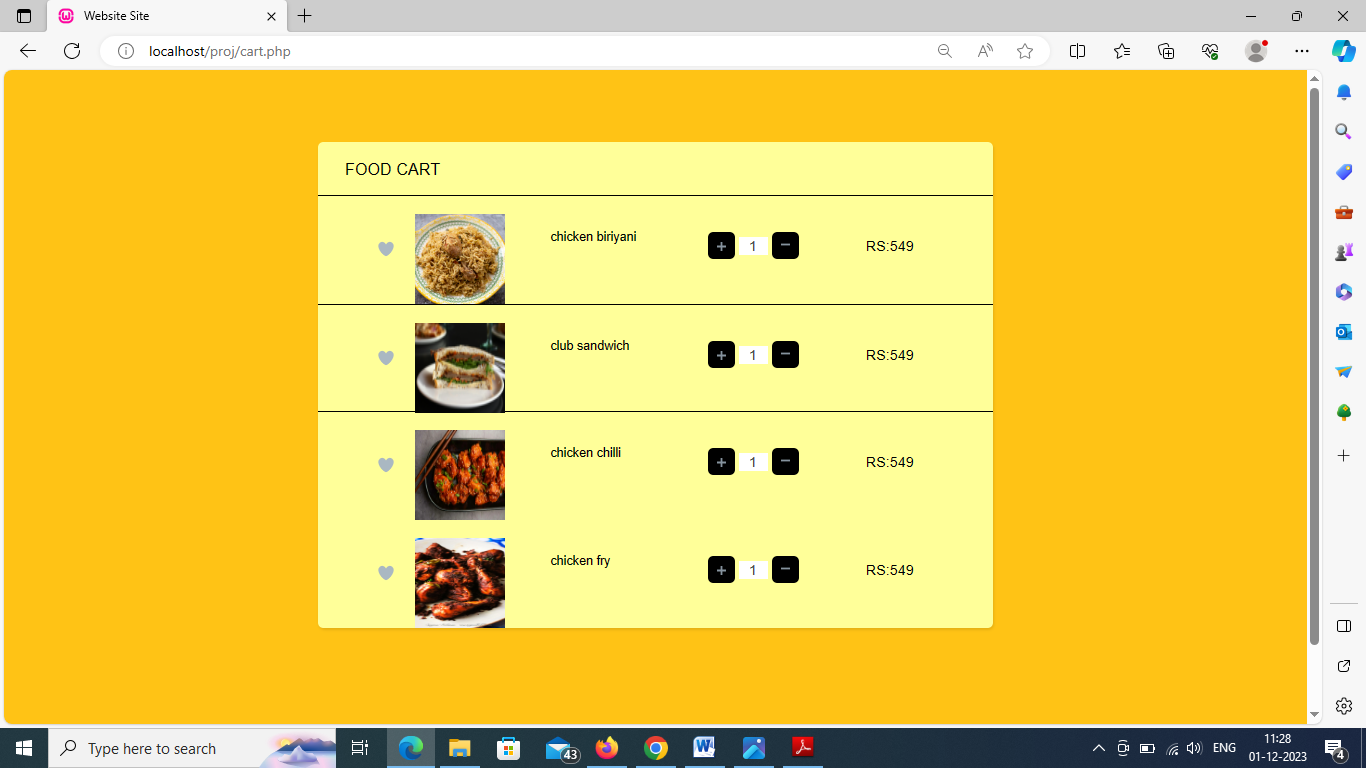 Website Site
localhost/proj/cart.php
FOOD CART
chicken biriyani
+ 1 −
RS:549
club sandwich
+ 1 −
RS:549
chicken chilli
+ 1 −
RS:549
chicken fry
+ 1 −
RS:549
Type here to search
43
ENG
11:28
01-12-2023
4